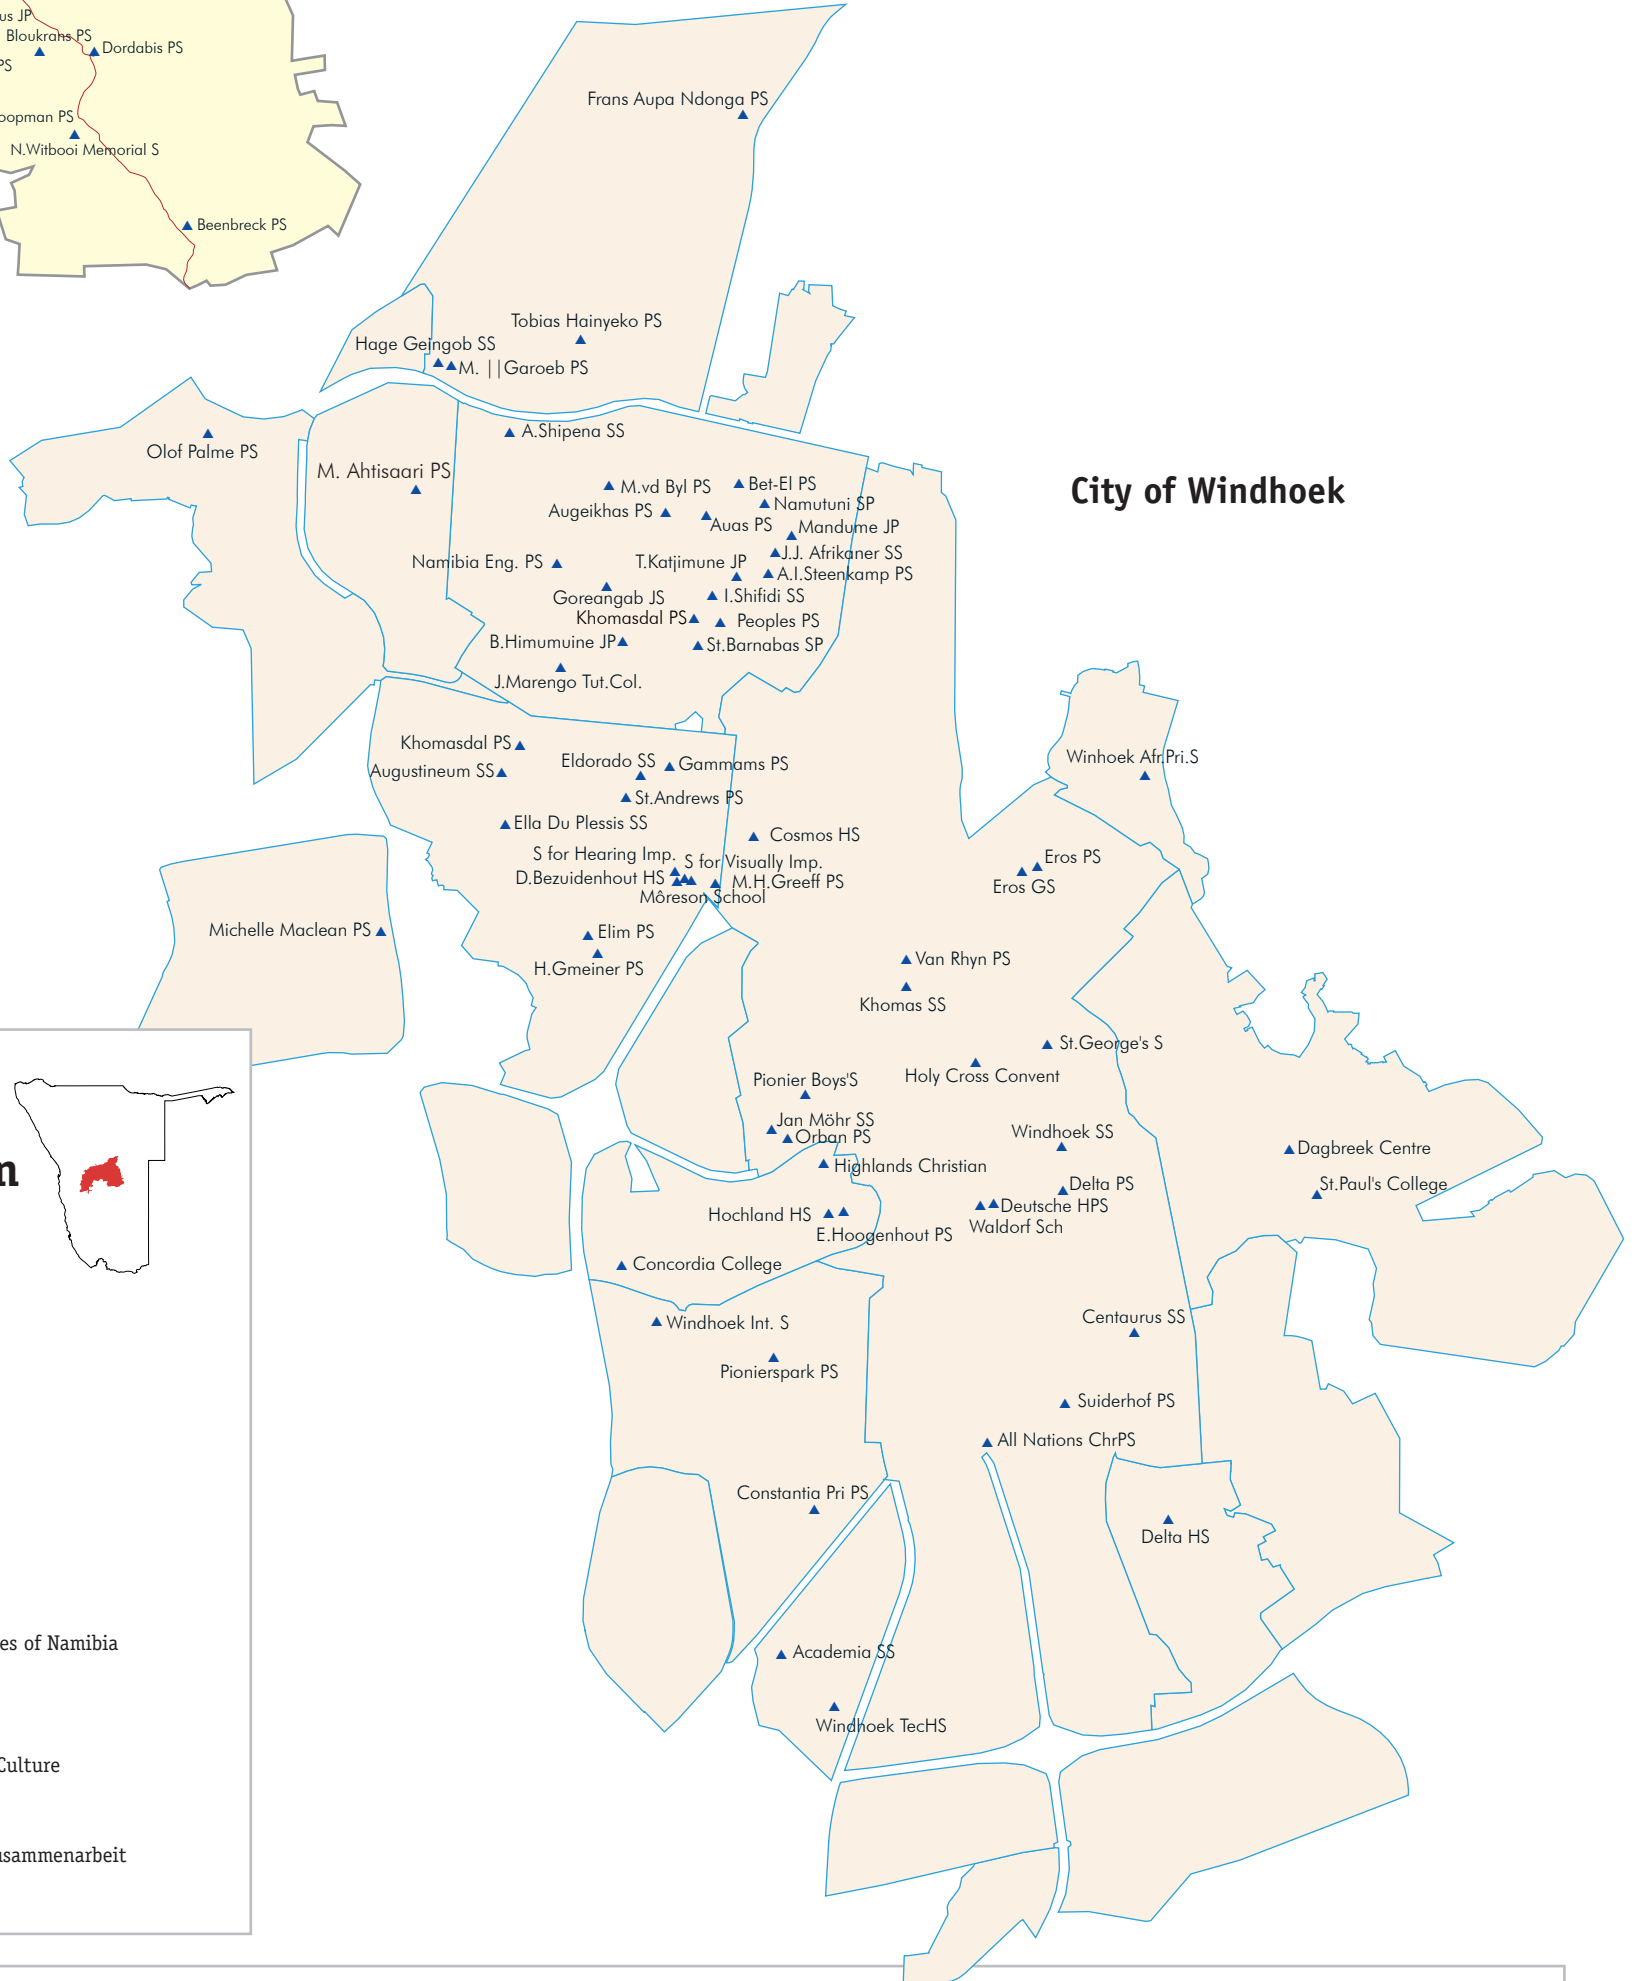 us JP
Bloukrans PS
Dordabis PS
PS
oopman PS
N.Witbooi Memorial S
Beenbreck PS
Frans Aupa Ndonga PS
Tobias Hainyeko PS
Hage Geingob SS
M. ||Garoeb PS
Olof Palme PS
A.Shipena SS
M. Ahtisaari PS
City of Windhoek
M.vd Byl PS
Bet-El PS
Augeikhas PS
Namutuni SP
Auas PS
Mandume JP
Namibia Eng. PS
T.Katjimune JP
J.J. Afrikaner SS
A.I.Steenkamp PS
Goreangab JS
I.Shifidi SS
Khomasdal PS
Peoples PS
B.Himumuine JP
St.Barnabas SP
J.Marengo Tut.Col.
Khomasdal PS
Augustineum SS
Eldorado SS
Gammams PS
Winhoek Afr.Pri.S
St.Andrews PS
Ella Du Plessis SS
Cosmos HS
S for Hearing Imp.
S for Visually Imp.
D.Bezuidenhout HS
M.H.Greeff PS
Môreson School
Eros PS
Eros GS
Michelle Maclean PS
Elim PS
H.Gmeiner PS
Van Rhyn PS
Khomas SS
St.George's S
Holy Cross Convent
Pionier Boys'S
Jan Möhr SS
Orban PS
Windhoek SS
Highlands Christian
Dagbreek Centre
Delta PS
St.Paul's College
Deutsche HPS
Waldorf Sch
Hochland HS
E.Hoogenhout PS
Concordia College
n
Windhoek Int. S
Centaurus SS
Pionierspark PS
Suiderhof PS
All Nations ChrPS
Constantia Pri PS
Delta HS
es of Namibia
Academia SS
Windhoek TecHS
Culture
usammenarbeit